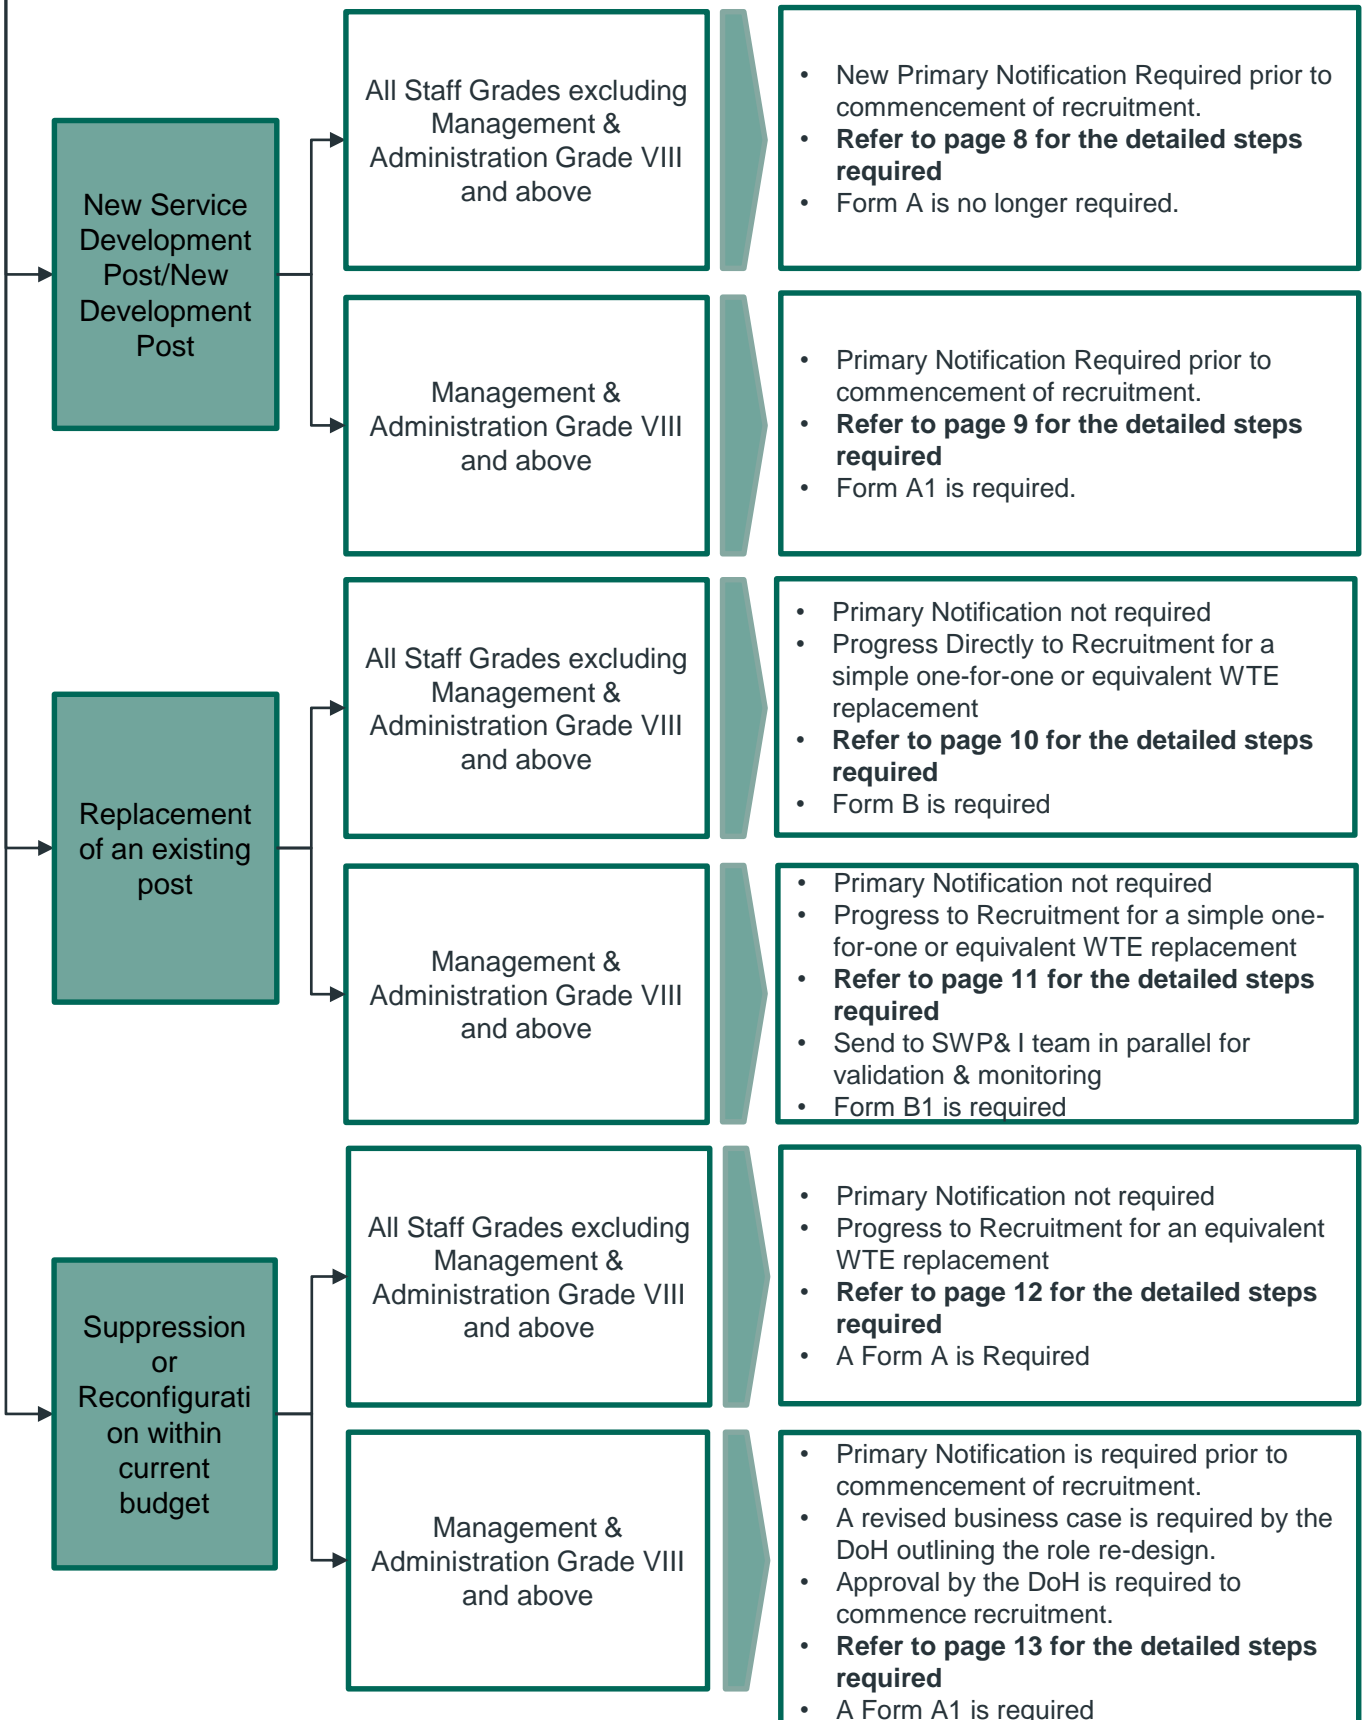 New Service
Development
Post/New
Development
Post
All Staff Grades excluding
Management &
Administration Grade VIII
and above
• New Primary Notification Required prior to
commencement of recruitment.
• Refer to page 8 for the detailed steps
required
• Form A is no longer required.
Management &
Administration Grade VIII
and above
• Primary Notification Required prior to
commencement of recruitment.
• Refer to page 9 for the detailed steps
required
• Form A1 is required.
Replacement
of an existing
post
All Staff Grades excluding
Management &
Administration Grade VIII
and above
• Primary Notification not required
• Progress Directly to Recruitment for a
simple one-for-one or equivalent WTE
replacement
• Refer to page 10 for the detailed steps
required
• Form B is required
Management &
Administration Grade VIII
and above
• Primary Notification not required
• Progress to Recruitment for a simple one-
for-one or equivalent WTE replacement
• Refer to page 11 for the detailed steps
required
• Send to SWP& I team in parallel for
validation & monitoring
• Form B1 is required
Suppression
or
Reconfigurati
on within
current
budget
All Staff Grades excluding
Management &
Administration Grade VIII
and above
• Primary Notification not required
• Progress to Recruitment for an equivalent
WTE replacement
• Refer to page 12 for the detailed steps
required
• A Form A is Required
Management &
Administration Grade VIII
and above
• Primary Notification is required prior to
commencement of recruitment.
• A revised business case is required by the
DoH outlining the role re-design.
• Approval by the DoH is required to
commence recruitment.
• Refer to page 13 for the detailed steps
required
• A Form A1 is required